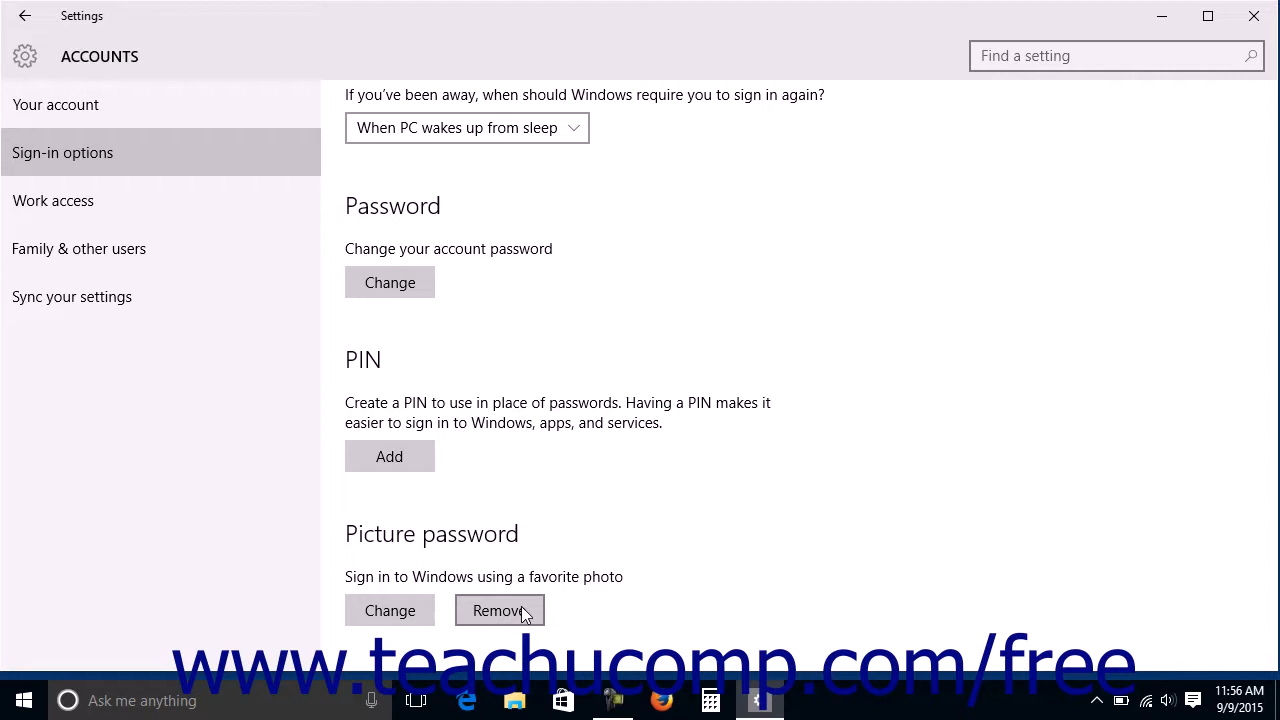 Settings
ACCOUNTS
Find a setting
Your account
Sign-in options
Work access
Family & other users
Sync your settings
If you've been away, when should Windows require you to sign in again?
When PC wakes up from sleep
Password
Change your account password
Change
PIN
Create a PIN to use in place of passwords. Having a PIN makes it
easier to sign in to Windows, apps, and services.
Add
Picture password
Sign in to Windows using a favorite photo
Change Remove
www.teachucomp.com/free
Ask me anything
11:56 AM
9/9/2015